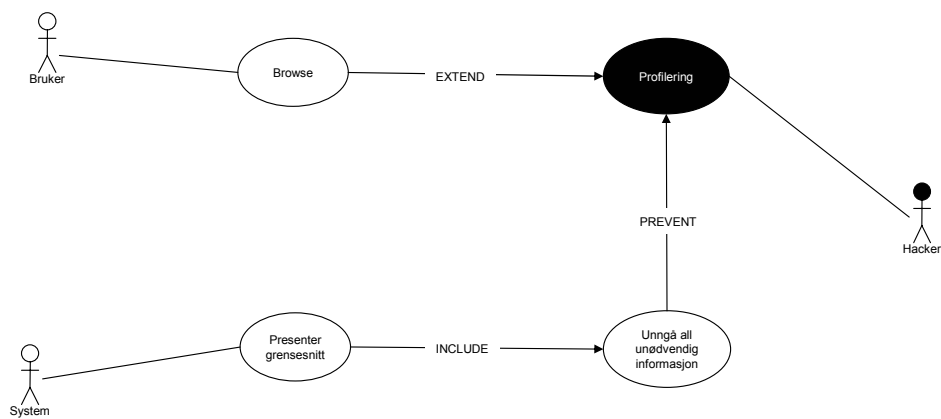 Bruker
Browse
EXTEND
Profilering
PREVENT
Hacker
System
Presenter
grensesnitt
INCLUDE
Unngå all
unødvendig
informasjon